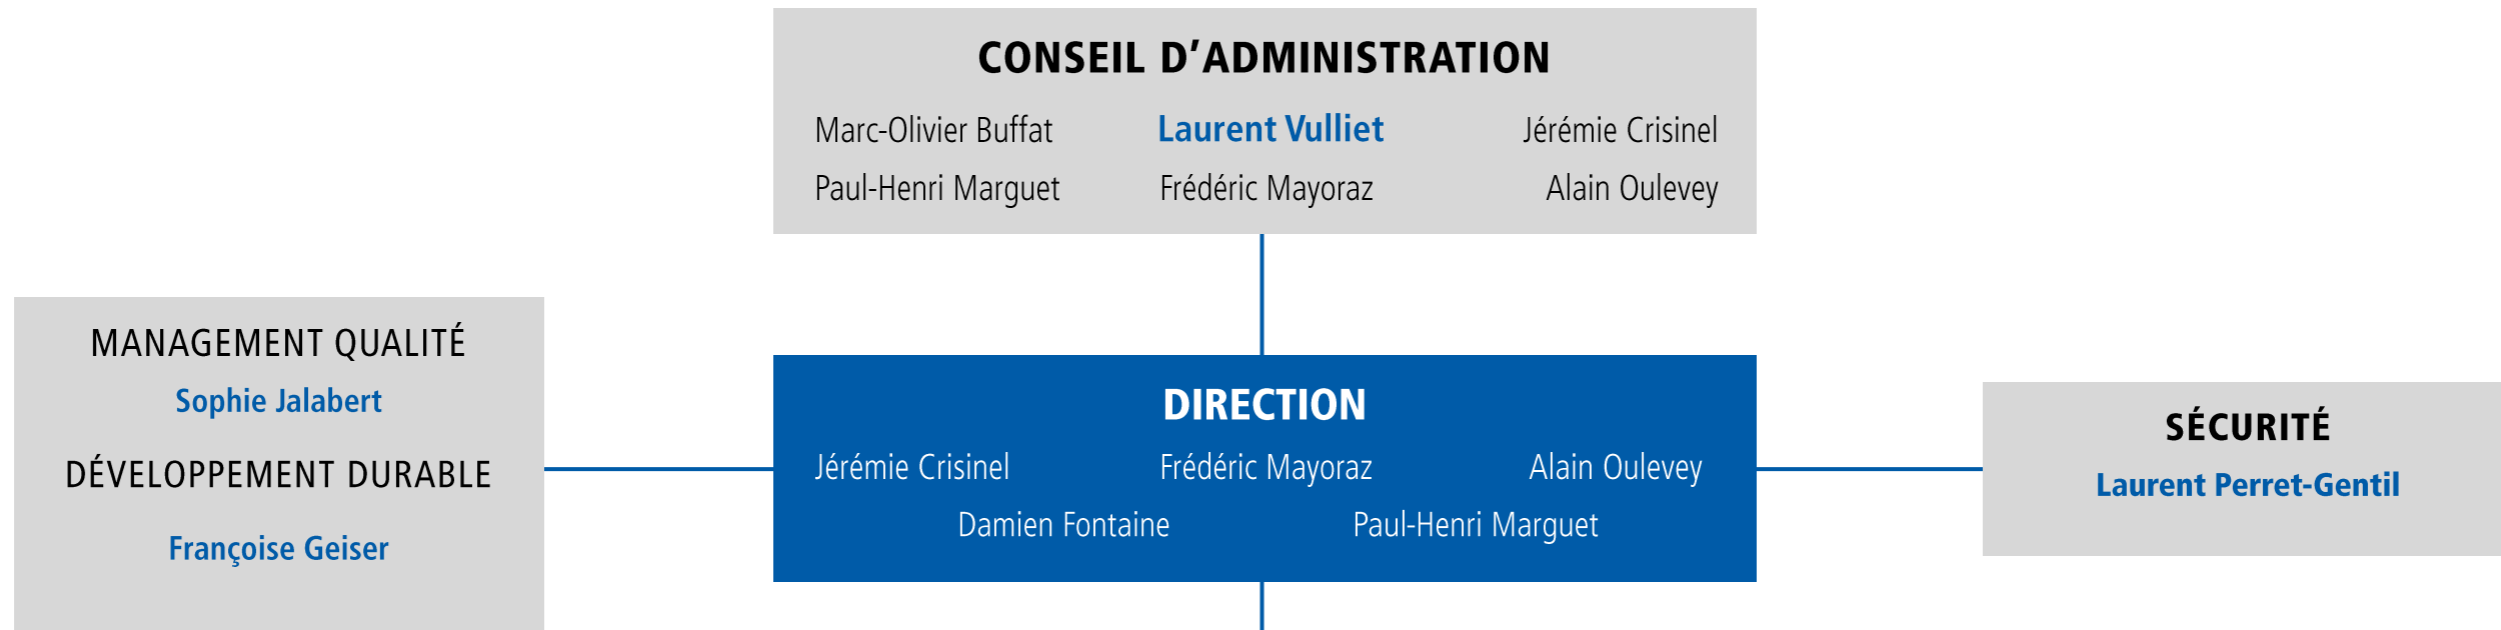 CONSEIL D’ADMINISTRATION
Marc-Olivier Buffat Laurent Vulliet Jérémie Crisinel
Paul-Henri Marguet Frédéric Mayoraz Alain Oulevey
MANAGEMENT QUALITÉ
Sophie Jalabert
DÉVELOPPEMENT DURABLE
Françoise Geiser
DIRECTION
Jérémie Crisinel Frédéric Mayoraz Alain Oulevey
Damien Fontaine Paul-Henri Marguet
SÉCURITÉ
Laurent Perret-Gentil